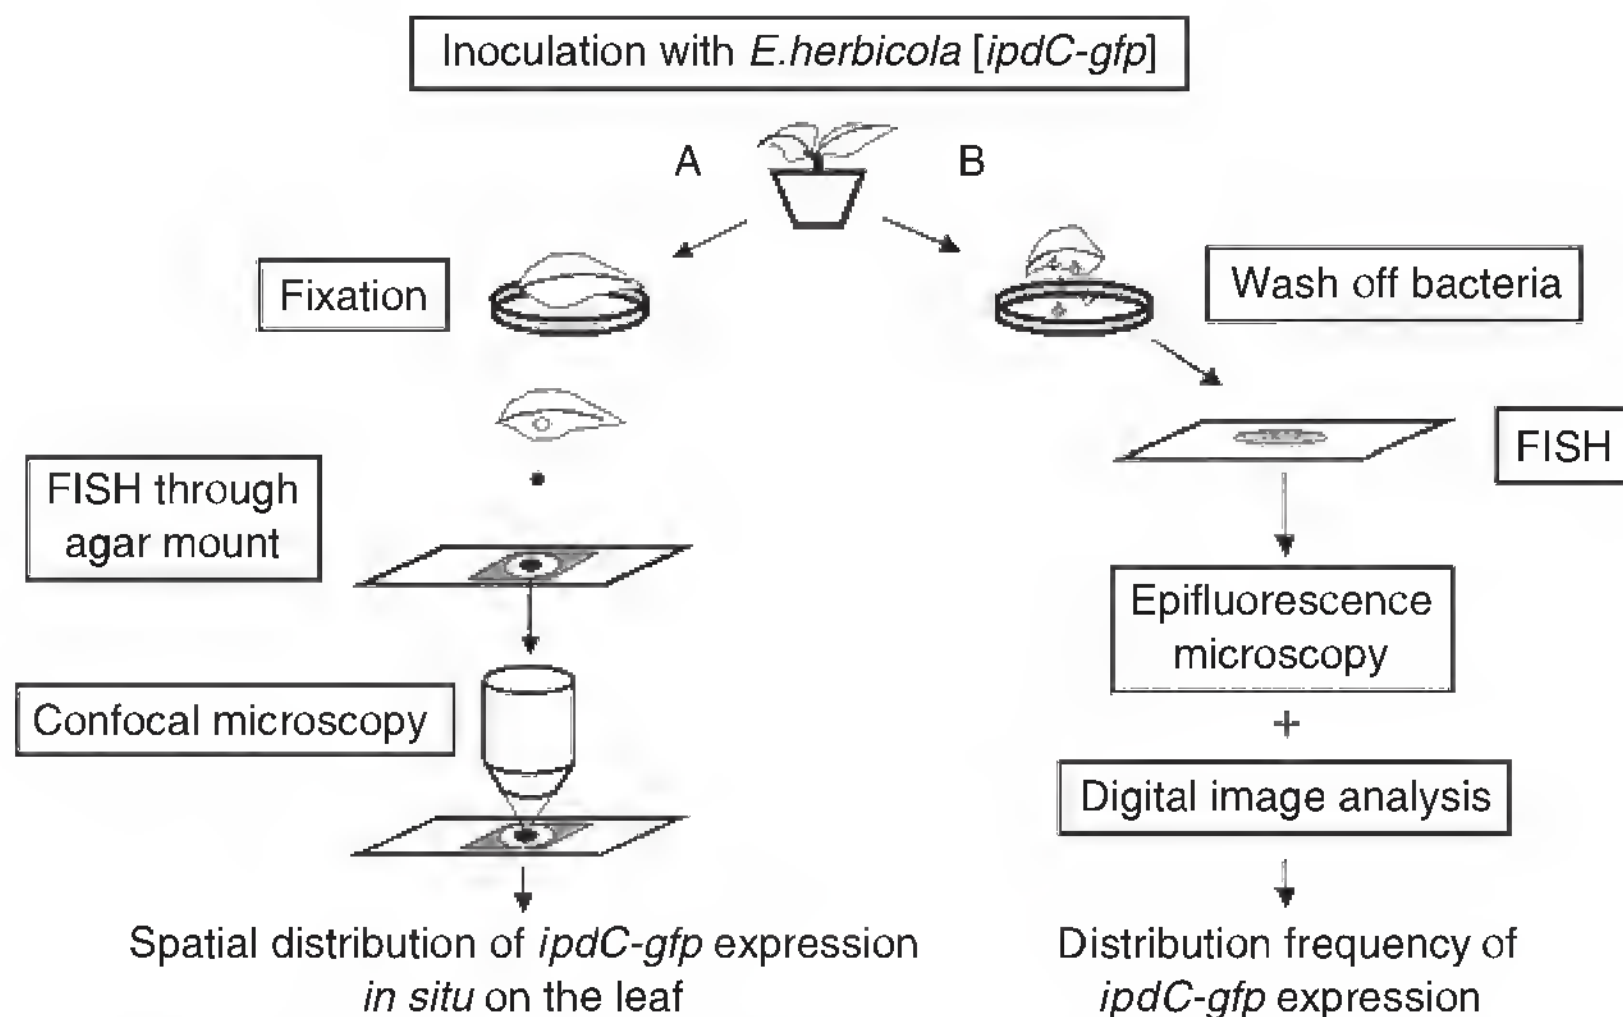 Inoculation with E.herbicola [ipdC-gfp]
A
B
Fixation
Wash off bacteria
FISH through
agar mount
FISH
Confocal microscopy
Epifluorescence
microscopy
+
Digital image analysis
Spatial distribution of ipdC-gfp expression
in situ on the leaf
Distribution frequency of
ipdC-gfp expression